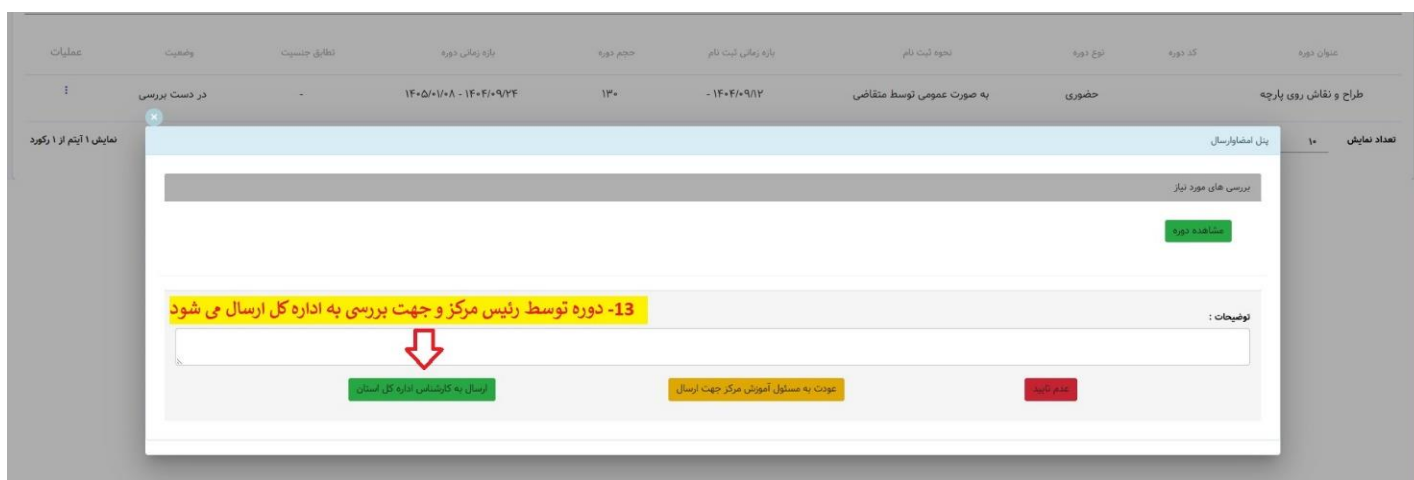 عنوان دوره	کد دوره	نوع دوره	نحوه ثبت نام	بازه زمانی ثبت نام	حجم دوره	بازه زمانی دوره	تطابق جنسیت	وضعیت	عملیات
طراح و نقاش روی پارچه	حضوری	به صورت عمومی توسط متقاضی	۱۴۰۴/۰۹/۱۲ -	۱۳۰	۱۴۰۴/۰۹/۲۴ - ۱۴۰۵/۰۱/۰۸	-	در دست بررسی
تعداد نمایش ۱۰	نمایش ۱ آیتم از ۱ رکورد
پنل امضاوارسال
بررسی های مورد نیاز
مشاهده دوره
13- دوره توسط رئیس مرکز و جهت بررسی به اداره کل ارسال می شود
توضیحات :
عدم تایید	عودت به مسئول آموزش مرکز جهت ارسال	ارسال به کارشناس اداره کل استان